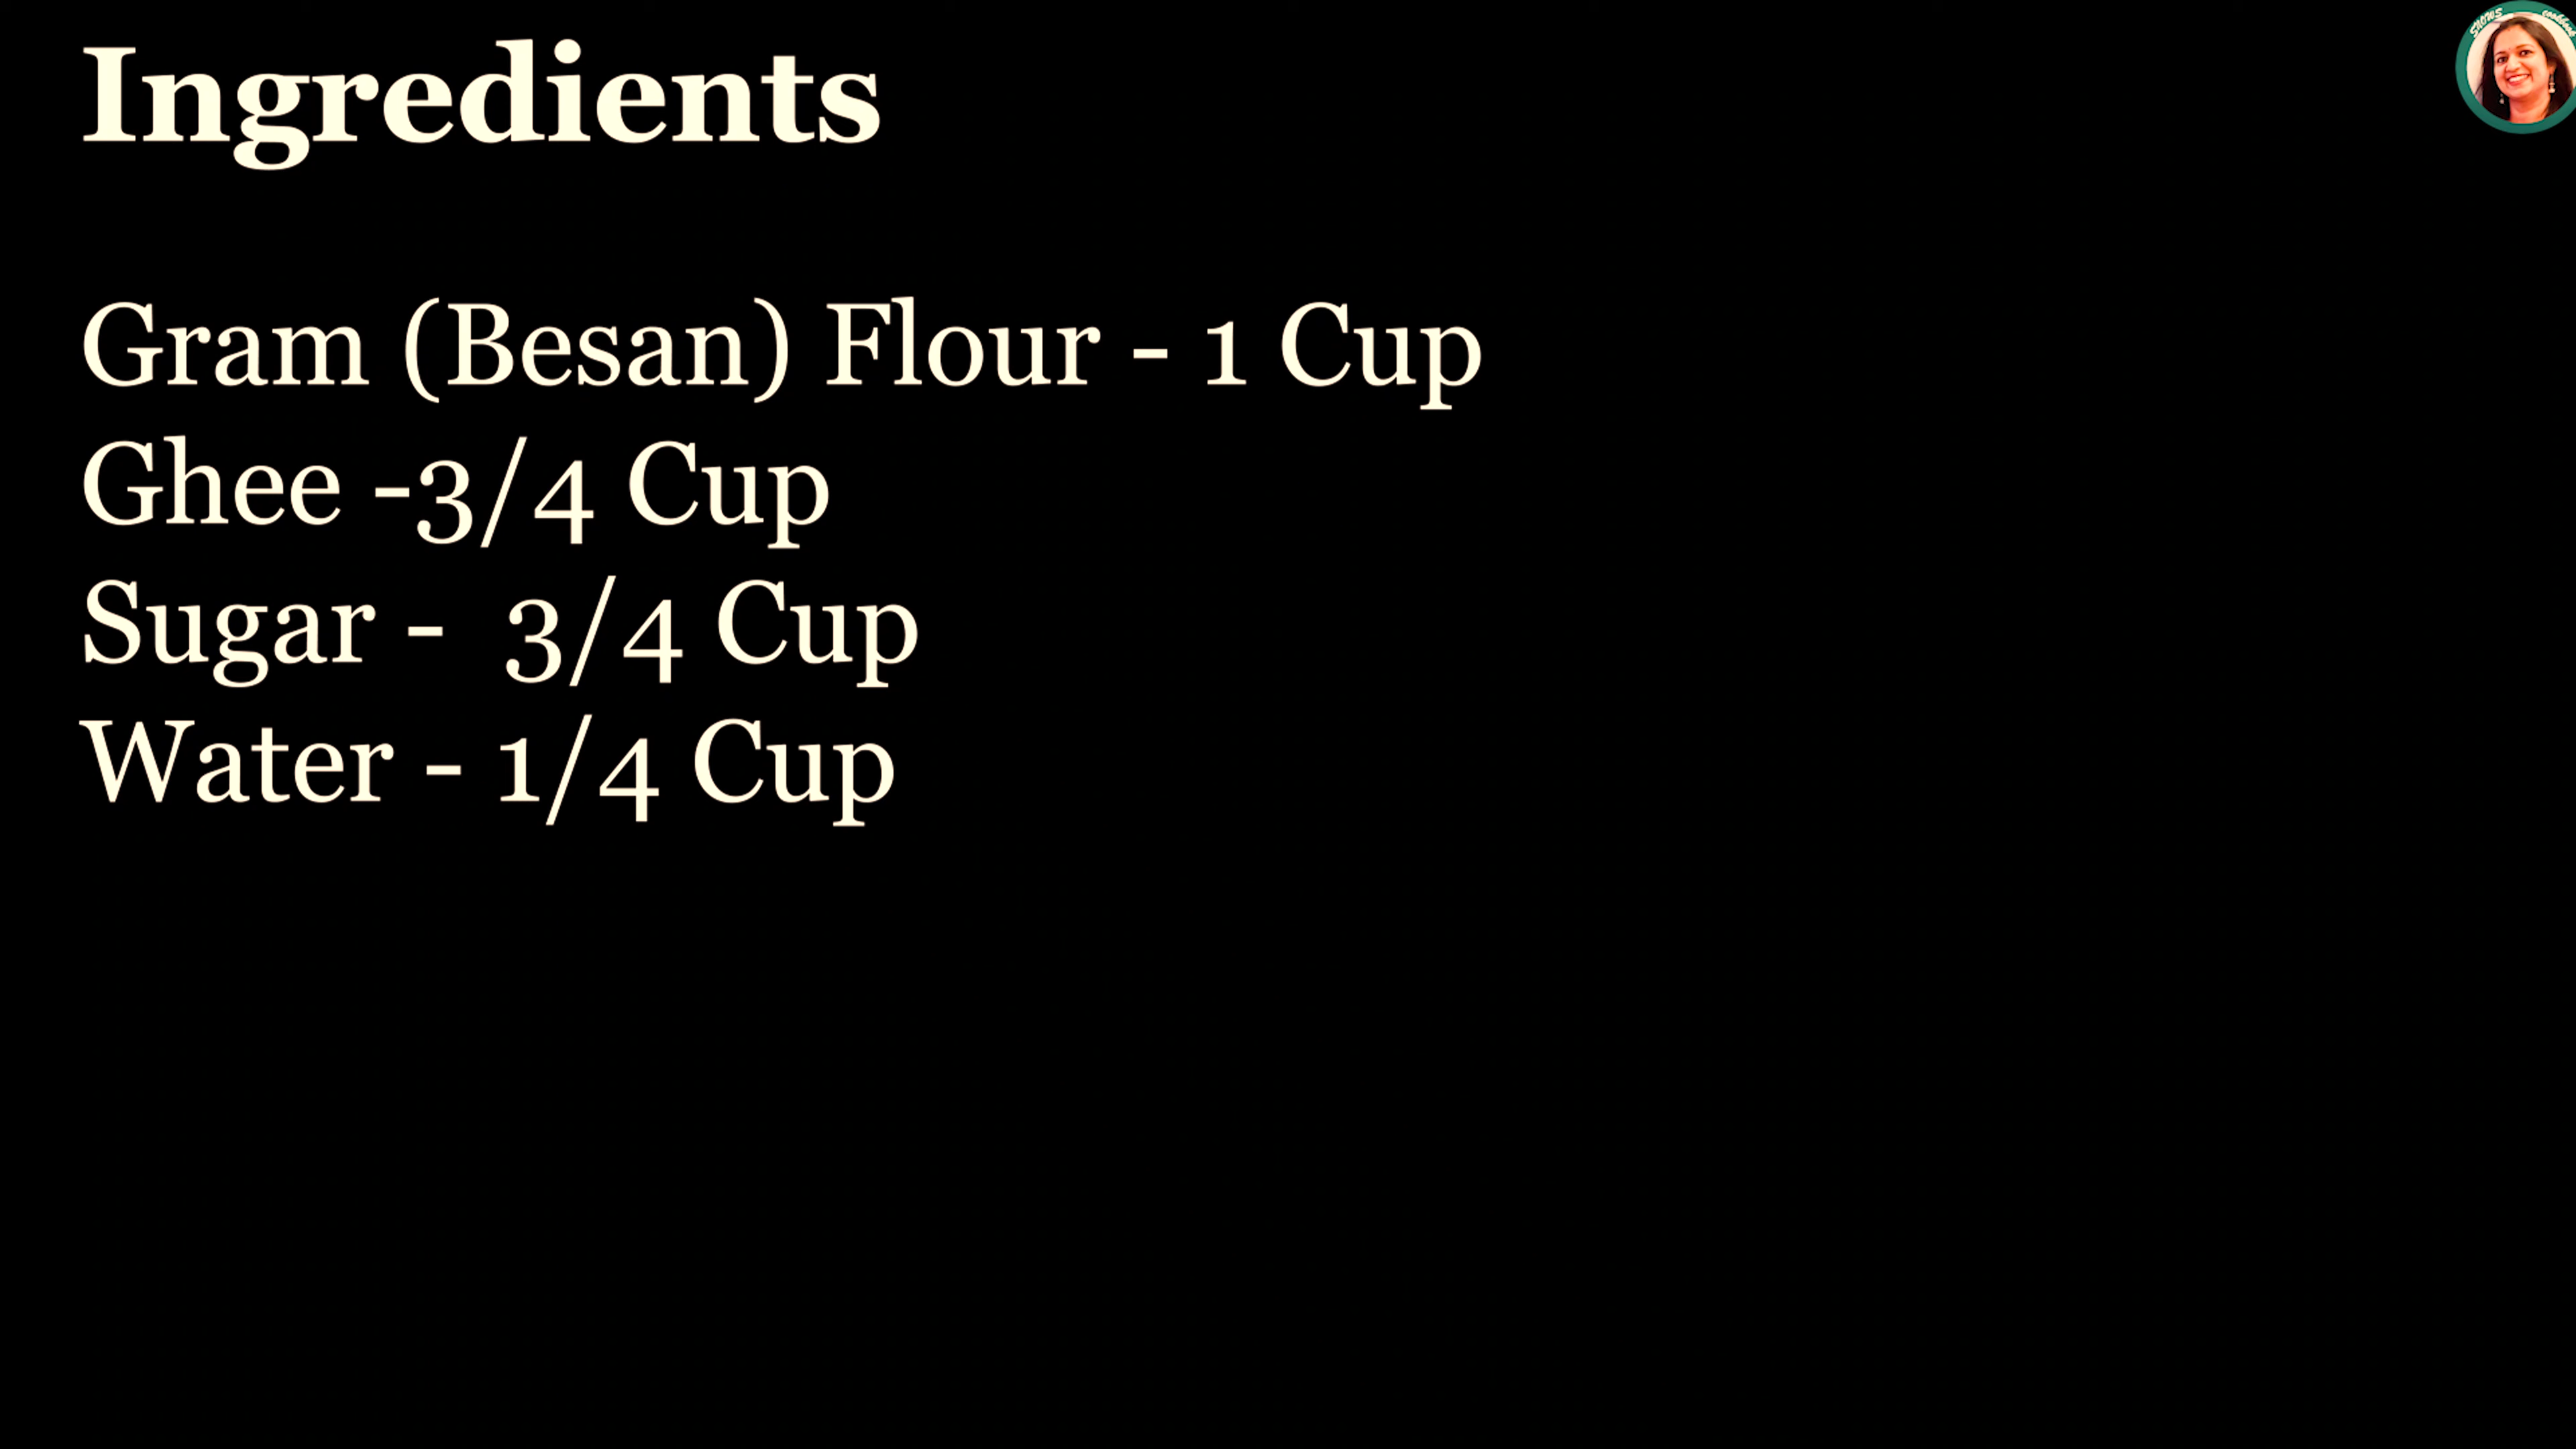 Ingredients
Gram (Besan) Flour - 1 Cup
Ghee -3/4 Cup
Sugar -  3/4 Cup
Water - 1/4 Cup